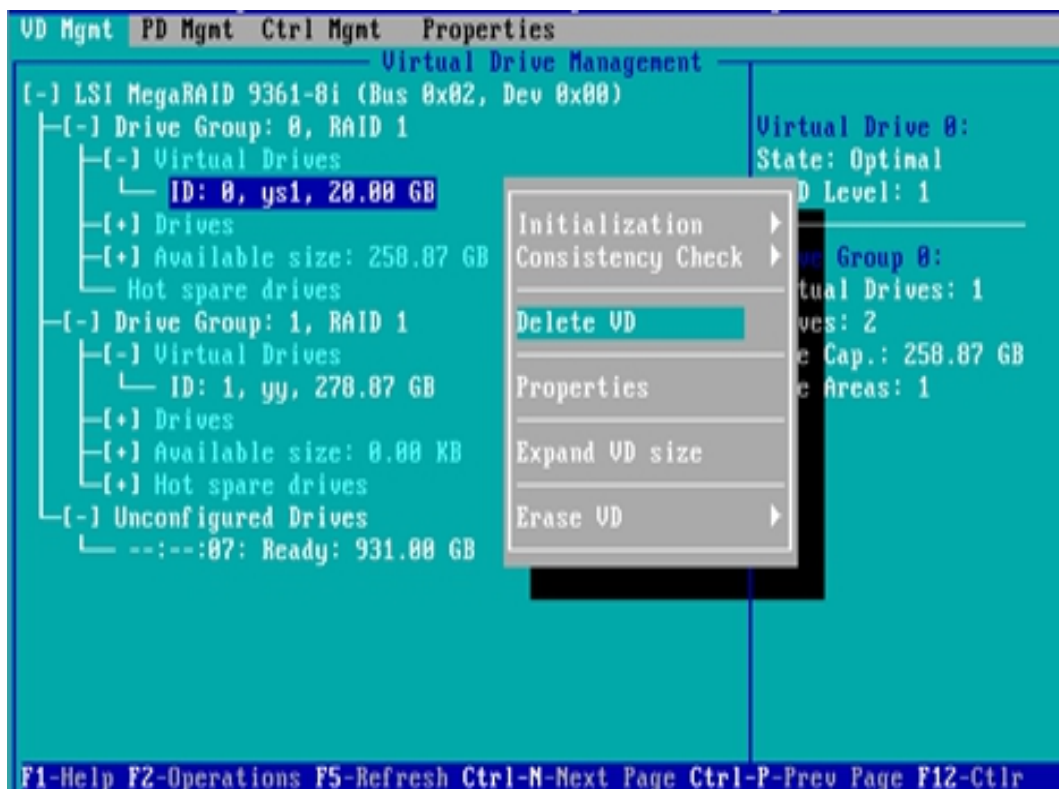 VD Mgmt PD Mgmt Ctrl Mgmt Properties
Virtual Drive Management
[-] LSI MegaRAID 9361-8i (Bus 0x02, Dev 0x00)
[-] Drive Group: 0, RAID 1
[-] Virtual Drives
ID: 0, ys1, 20.00 GB
[+] Drives
[+] Available size: 258.87 GB
Hot spare drives
[-] Drive Group: 1, RAID 1
[-] Virtual Drives
ID: 1, yy, 278.87 GB
[+] Drives
[+] Available size: 0.00 KB
[+] Hot spare drives
[-] Unconfigured Drives
--:--:07: Ready: 931.00 GB
Initialization
Consistency Check
Delete VD
Properties
Expand VD size
Erase VD
Virtual Drive 0:
State: Optimal
D Level: 1
ve Group 0:
tual Drives: 1
ves: 2
e Cap.: 258.87 GB
e Areas: 1
F1-Help F2-Operations F5-Refresh Ctrl-N-Next Page Ctrl-P-Prev Page F12-Ctlr